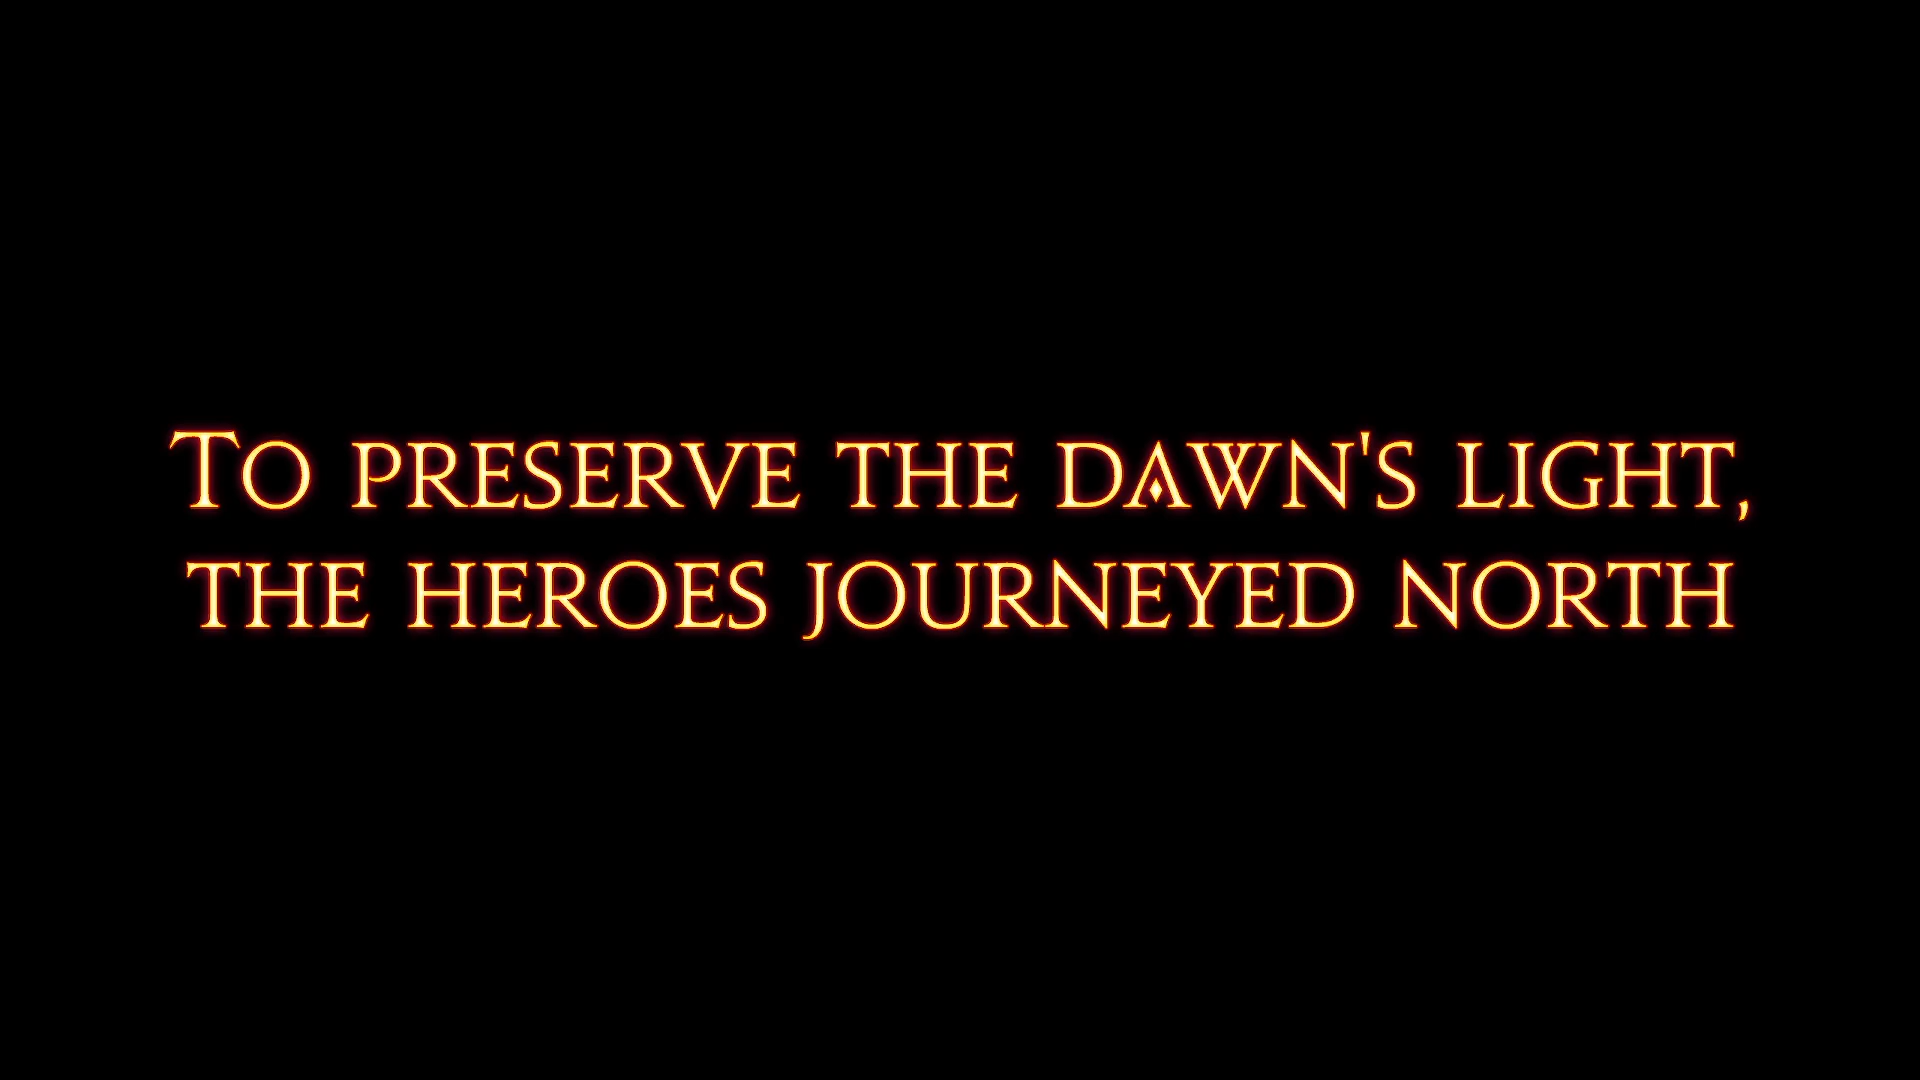 To preserve the dawn's light,
the heroes journeyed north